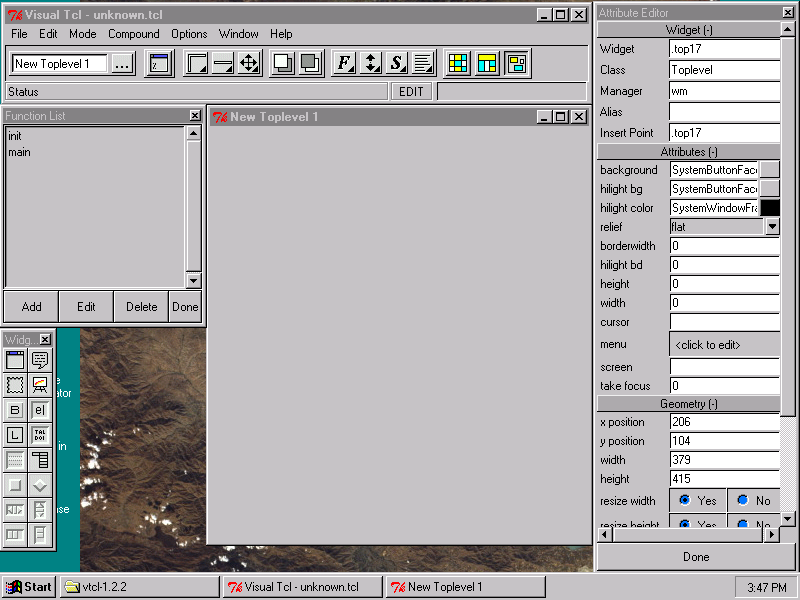 Visual Tcl - unknown.tcl
File Edit Mode Compound Options Window Help
New Toplevel 1 ...
Status EDIT
Function List
init
main
Add Edit Delete Done
New Toplevel 1
Widg...
B el
L
e
ator
in
ase
Attribute Editor
Widget (-)
Widget .top17
Class Toplevel
Manager wm
Alias
Insert Point .top17
Attributes (-)
background SystemButtonFac
hilight bg SystemButtonFac
hilight color SystemWindowFra
relief flat
borderwidth 0
hilight bd 0
height 0
width 0
cursor
menu <click to edit>
screen
take focus 0
Geometry (-)
x position 206
y position 104
width 379
height 415
resize width Yes No
resize height Yes No
Done
Start vtcl-1.2.2 Visual Tcl - unknown.tcl New Toplevel 1 3:47 PM